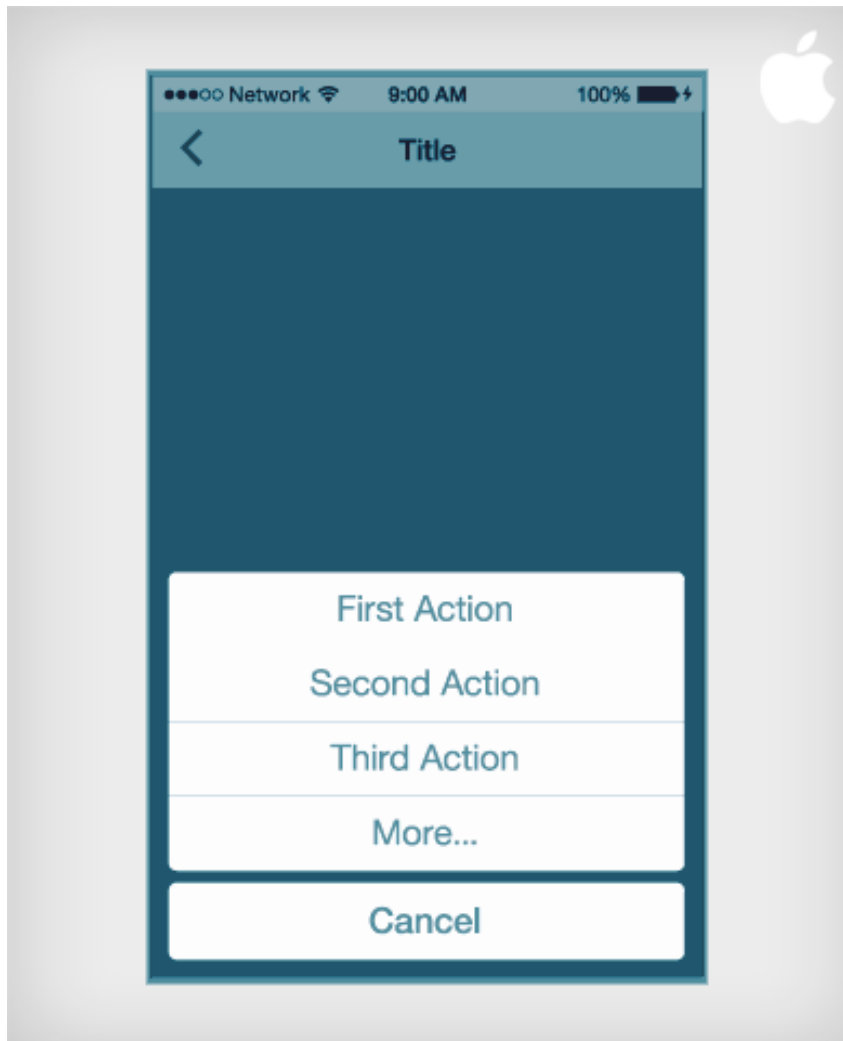 Network 9:00 AM 100%
Title
First Action
Second Action
Third Action
More...
Cancel